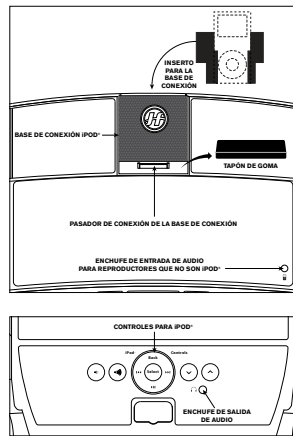 INSERTO
PARA LA
BASE DE
CONEXIÓN
BASE DE CONEXIÓN iPOD®
TAPÓN DE GOMA
PASADOR DE CONEXIÓN DE LA BASE DE CONEXIÓN
ENCHUFE DE ENTRADA DE AUDIO
PARA REPRODUCTORES QUE NO SON iPOD®
CONTROLES PARA iPOD®
iPod Controls
Back
Select
ENCHUFE DE SALIDA
DE AUDIO